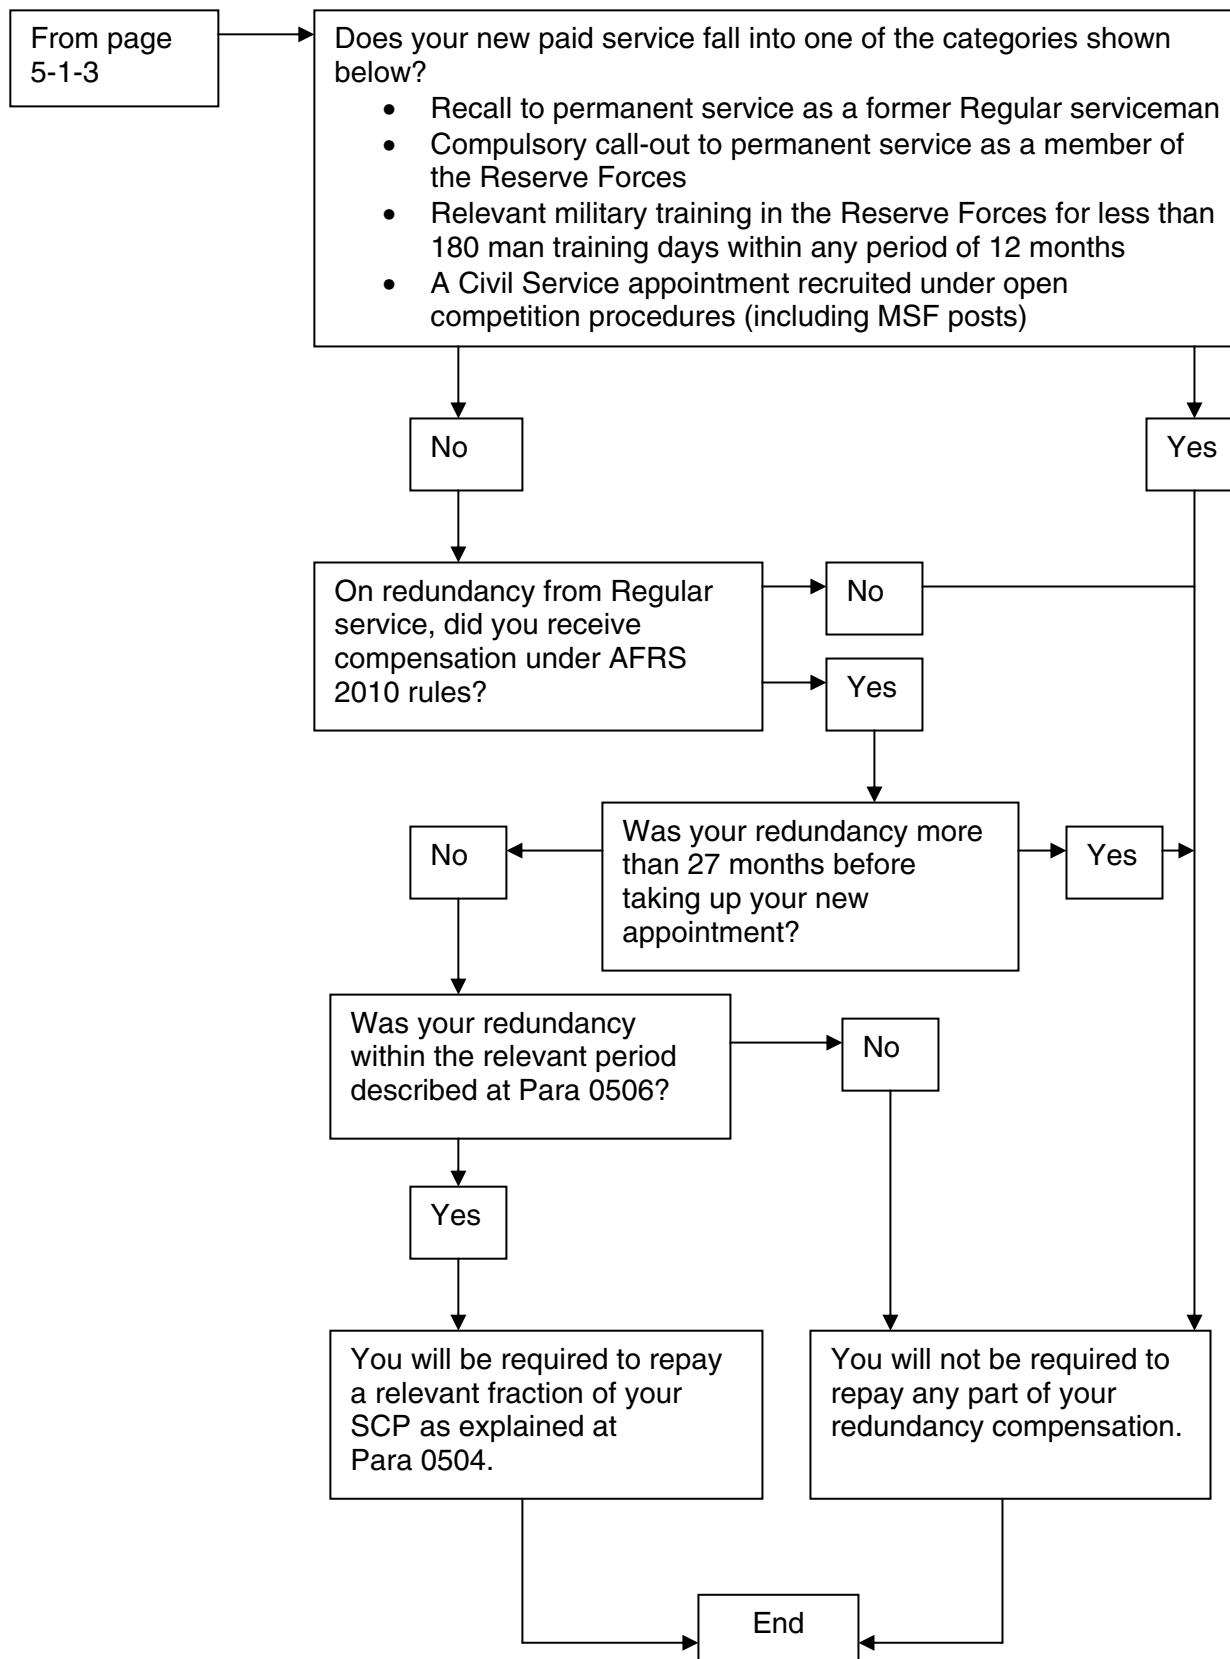 From page
5-1-3
Does your new paid service fall into one of the categories shown
below?
• Recall to permanent service as a former Regular serviceman
• Compulsory call-out to permanent service as a member of
the Reserve Forces
• Relevant military training in the Reserve Forces for less than
180 man training days within any period of 12 months
• A Civil Service appointment recruited under open
competition procedures (including MSF posts)
No
Yes
On redundancy from Regular
service, did you receive
compensation under AFRS
2010 rules?
No
Yes
Was your redundancy more
than 27 months before
taking up your new
appointment?
No
Yes
Was your redundancy
within the relevant period
described at Para 0506?
No
Yes
You will be required to repay
a relevant fraction of your
SCP as explained at
Para 0504.
You will not be required to
repay any part of your
redundancy compensation.
End